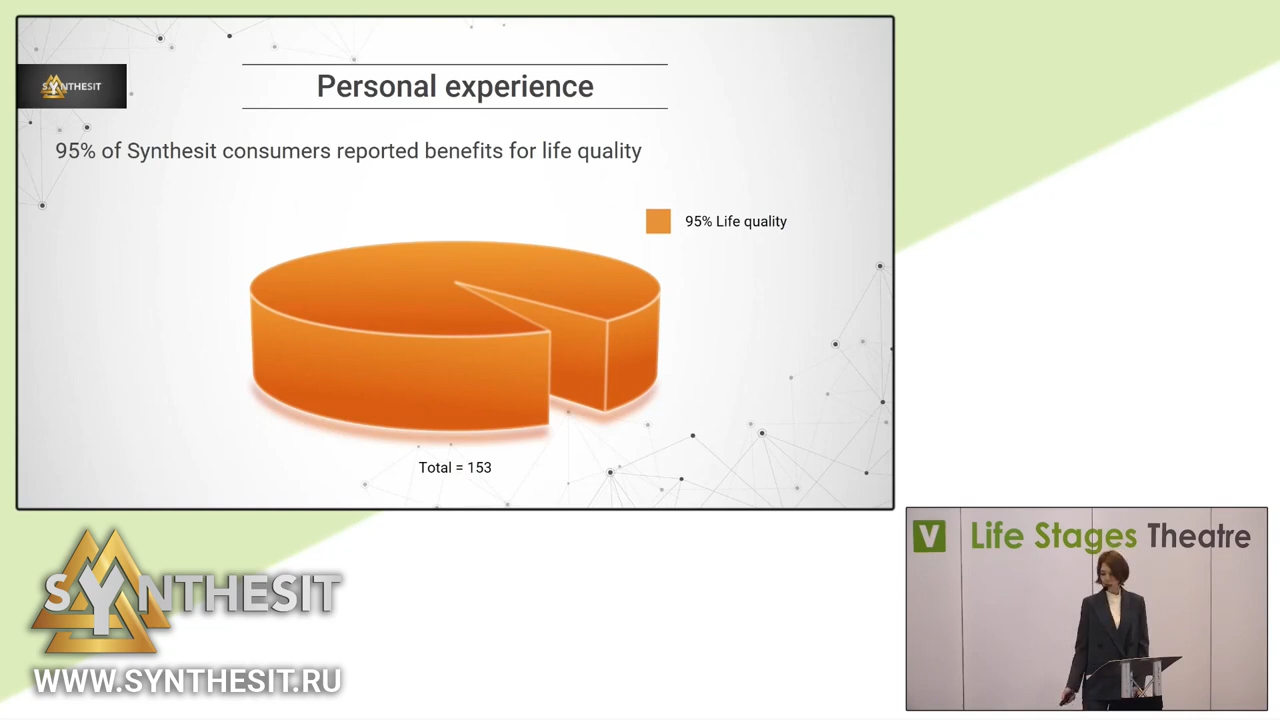 SYNTHESIT
Personal experience
95% of Synthesit consumers reported benefits for life quality
95% Life quality
Total = 153
SYNTHESIT
WWW.SYNTHESIT.RU
V Life Stages Theatre